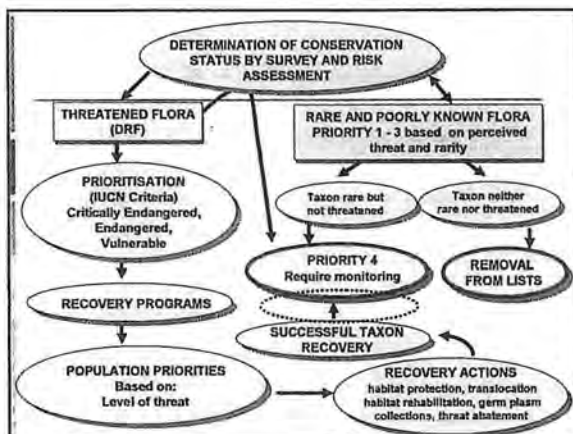 DETERMINATION OF CONSERVATION
STATUS BY SURVEY AND RISK
ASSESSMENT
THREATENED FLORA
(DRF)
RARE AND POORLY KNOWN FLORA
PRIORITY 1 - 3 based on perceived
threat and rarity
PRIORITISATION
(IUCN Criteria)
Critically Endangered,
Endangered,
Vulnerable
Taxon rare but
not threatened
Taxon neither
rare nor threatened
PRIORITY 4
Require monitoring
REMOVAL
FROM LISTS
RECOVERY PROGRAMS
SUCCESSFUL TAXON
RECOVERY
POPULATION PRIORITIES
Based on:
Level of threat
RECOVERY ACTIONS
habitat protection, translocation
habitat rehabilitation, germ plasm
collections, threat abatement